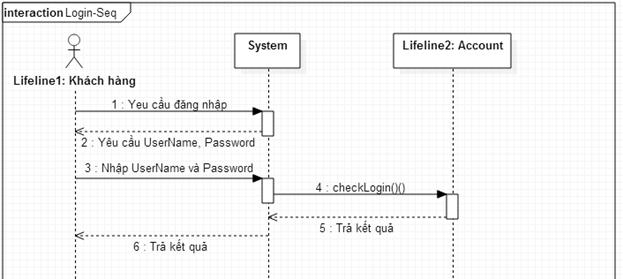 interaction Login-Seq
System
Lifeline2: Account
Lifeline1: Khách hàng
1 : Yeu cầu đăng nhập
2 : Yêu cầu UserName, Password
3 : Nhập UserName và Password
4 : checkLogin()()
5 : Trả kết quả
6 : Trả kết quả